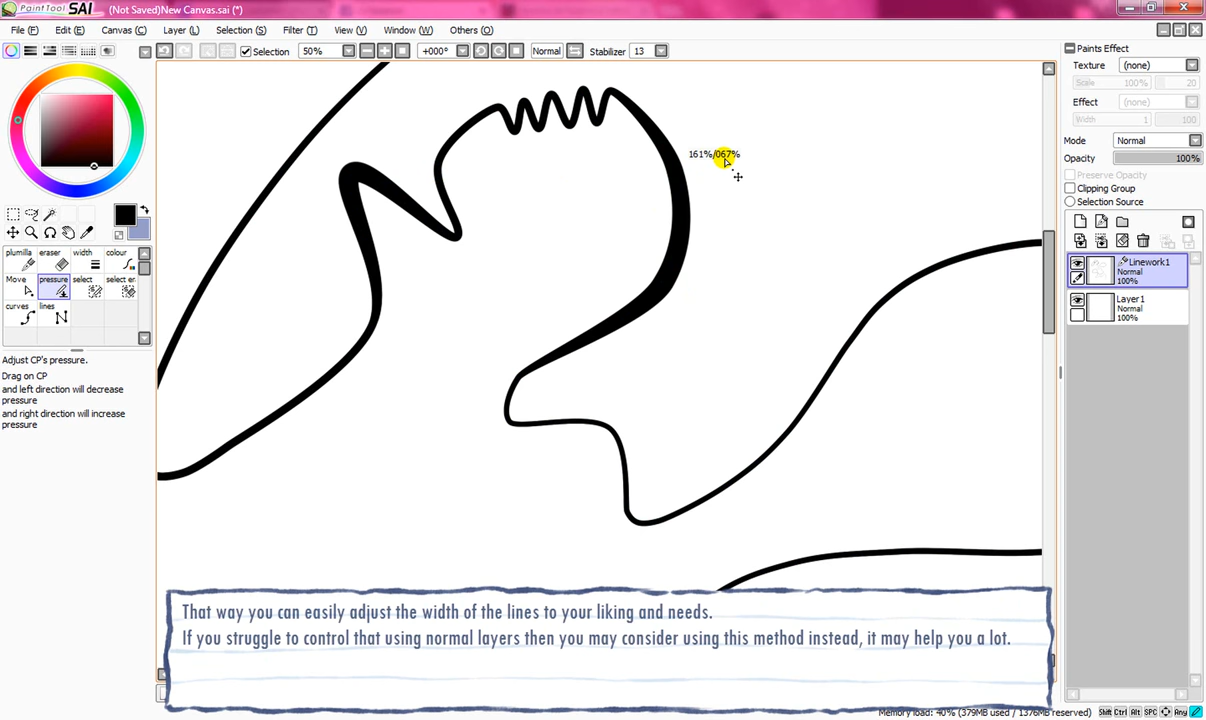 PaintTool SAI (Not Saved)New Canvas.sai (*)
File (F) Edit (E) Canvas (C) Layer (L) Selection (S) Filter (T) View (V) Window (W) Others (O)
Selection 50% +000° Normal Stabilizer 13
Paints Effect
Texture (none)
Scale 100% 20
Effect (none)
Width 1 100
Mode Normal
Opacity 100%
Preserve Opacity
Clipping Group
Selection Source
Linework1
Normal
100%
Layer1
Normal
100%
plumilla eraser width colour
Move pressure select select er
curves lines
Adjust CP's pressure.
Drag on CP
and left direction will decrease
pressure
and right direction will increase
pressure
161%/067%
That way you can easily adjust the width of the lines to your liking and needs.
If you struggle to control that using normal layers then you may consider using this method instead, it may help you a lot.
Memory load: 40% (379MB used / 1376MB reserved) Shift Ctrl Alt SPC Any